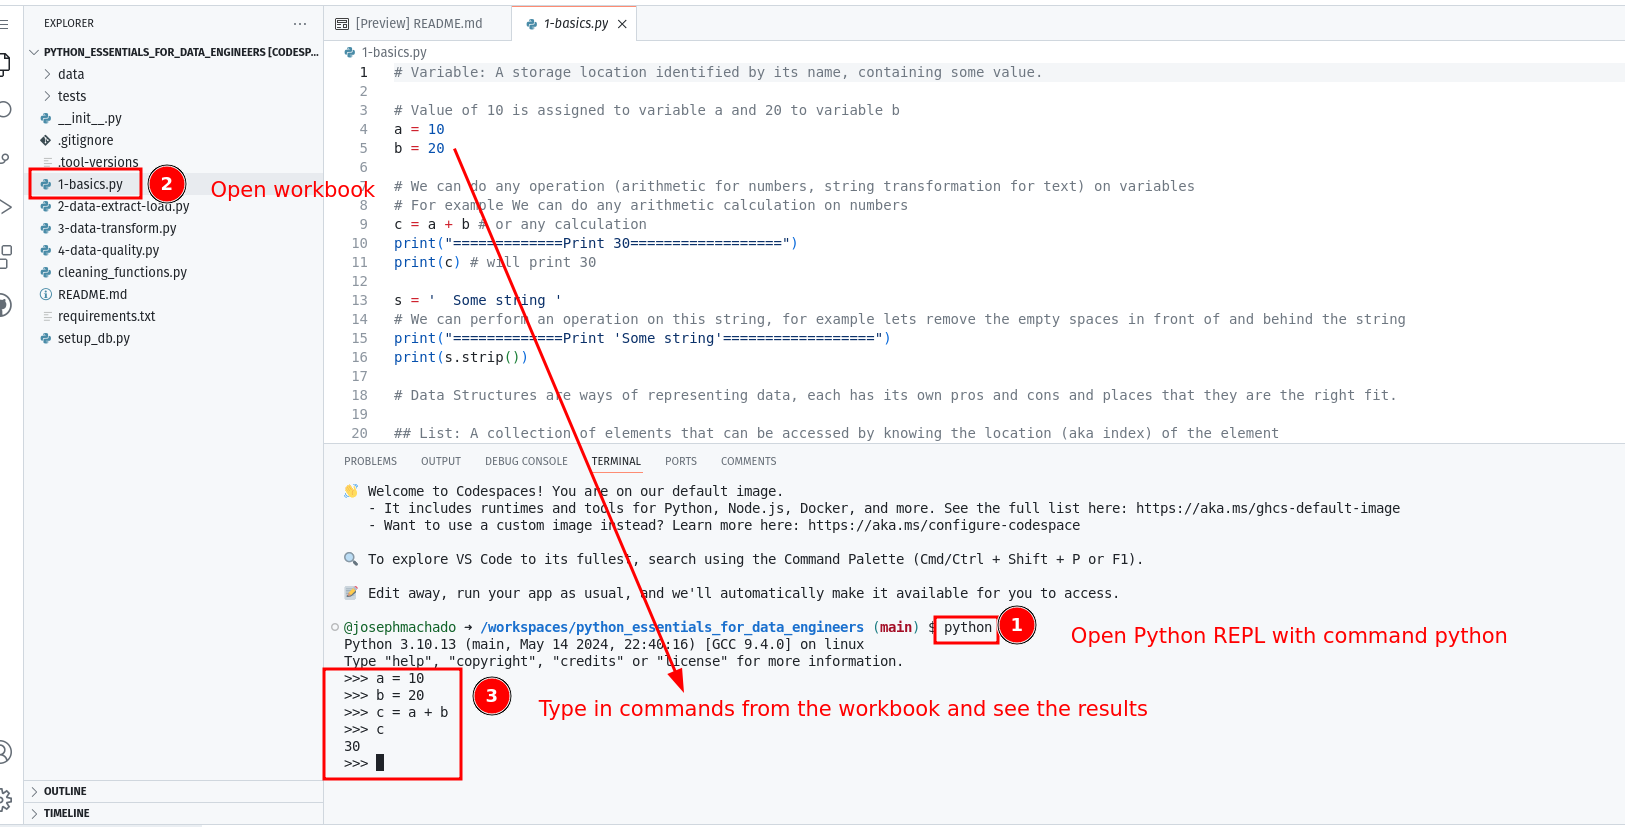 EXPLORER
PYTHON_ESSENTIALS_FOR_DATA_ENGINEERS [CODESP...
data
tests
__init__.py
.gitignore
.tool-versions
1-basics.py
2
Open workbook
2-data-extract-load.py
3-data-transform.py
4-data-quality.py
cleaning_functions.py
README.md
requirements.txt
setup_db.py
OUTLINE
TIMELINE
[Preview] README.md
1-basics.py
1-basics.py
1 # Variable: A storage location identified by its name, containing some value.
2
3 # Value of 10 is assigned to variable a and 20 to variable b
4 a = 10
5 b = 20
6
7 # We can do any operation (arithmetic for numbers, string transformation for text) on variables
8 # For example We can do any arithmetic calculation on numbers
9 c = a + b # or any calculation
10 print("=============Print 30==================")
11 print(c) # will print 30
12
13 s = '  Some string '
14 # We can perform an operation on this string, for example lets remove the empty spaces in front of and behind the string
15 print("=============Print 'Some string'==================")
16 print(s.strip())
17
18 # Data Structures are ways of representing data, each has its own pros and cons and places that they are the right fit.
19
20 ## List: A collection of elements that can be accessed by knowing the location (aka index) of the element
PROBLEMS OUTPUT DEBUG CONSOLE TERMINAL PORTS COMMENTS
👋 Welcome to Codespaces! You are on our default image.
- It includes runtimes and tools for Python, Node.js, Docker, and more. See the full list here: https://aka.ms/ghcs-default-image
- Want to use a custom image instead? Learn more here: https://aka.ms/configure-codespace
🔍 To explore VS Code to its fullest, search using the Command Palette (Cmd/Ctrl + Shift + P or F1).
📝 Edit away, run your app as usual, and we'll automatically make it available for you to access.
@josephmachado ➜ /workspaces/python_essentials_for_data_engineers (main) $ python
1
Open Python REPL with command python
Python 3.10.13 (main, May 14 2024, 22:40:16) [GCC 9.4.0] on linux
Type "help", "copyright", "credits" or "license" for more information.
>>> a = 10
>>> b = 20
>>> c = a + b
>>> c
30
>>>
3
Type in commands from the workbook and see the results